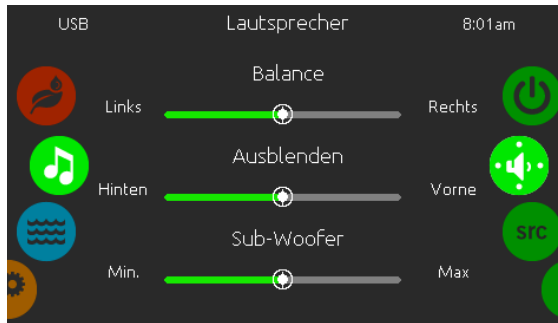 USB Lautsprecher 8:01am
Balance
Links Rechts
Ausblenden
Hinten Vorne
Sub-Woofer
src
Min. Max